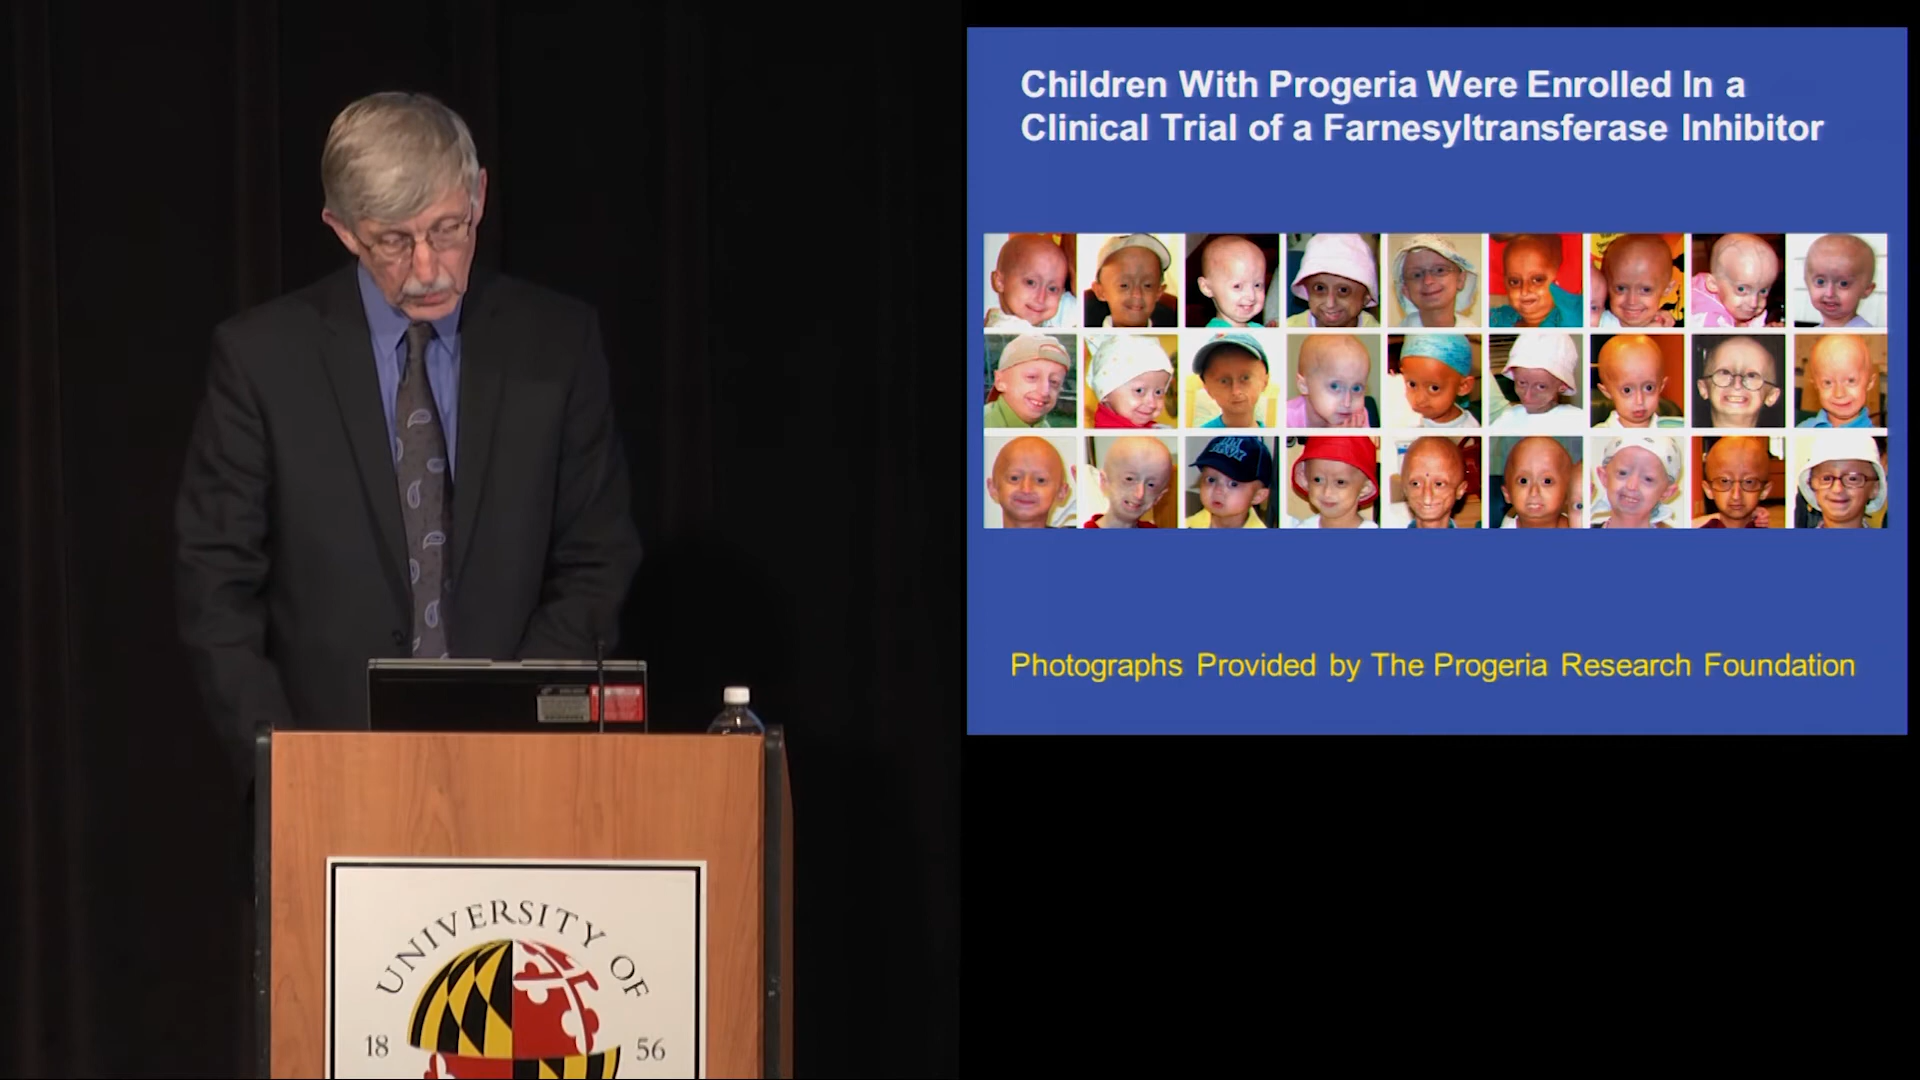 Children With Progeria Were Enrolled In a
Clinical Trial of a Farnesyltransferase Inhibitor
Photographs Provided by The Progeria Research Foundation
UNIVERSITY OF
18 56